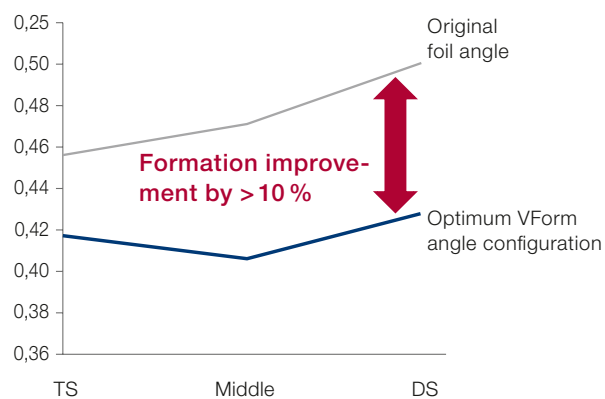 0,25
0,50
0,48
0,46
0,44
0,42
0,40
0,38
0,36
Original
foil angle
Formation improve-
ment by > 10 %
Optimum VForm
angle configuration
TS Middle DS